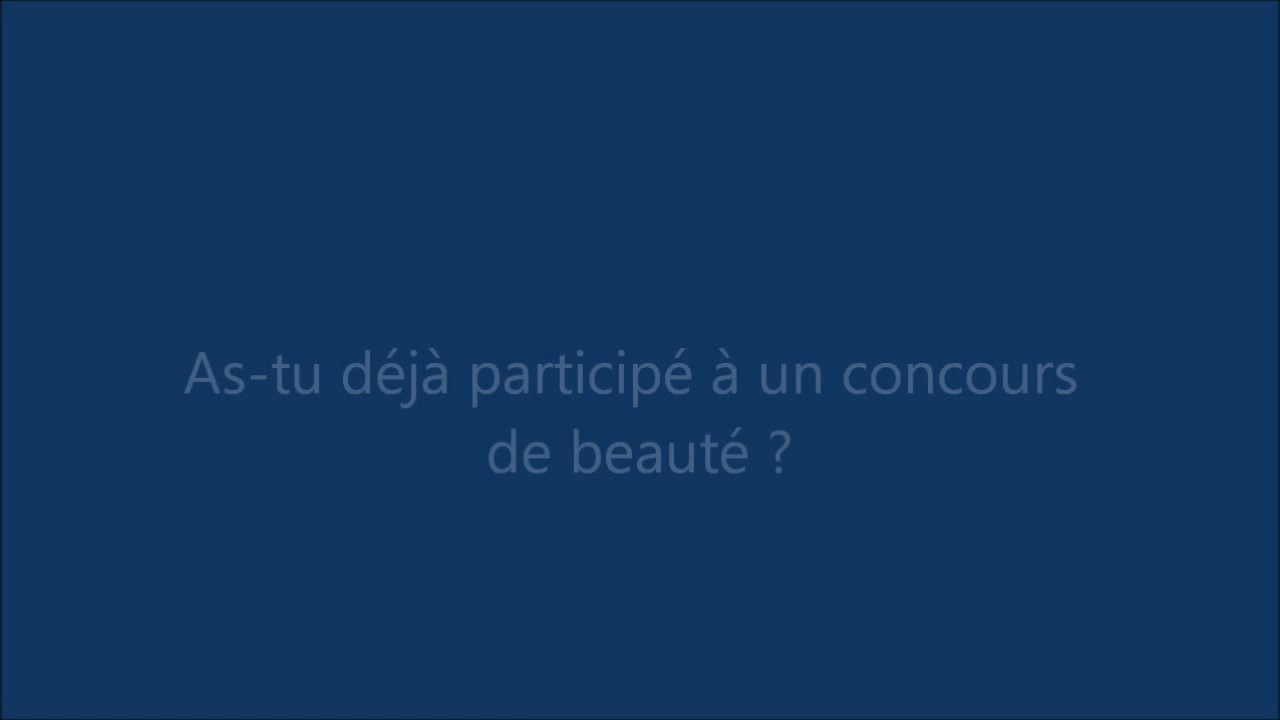 As-tu déjà participé à un concours
de beauté ?